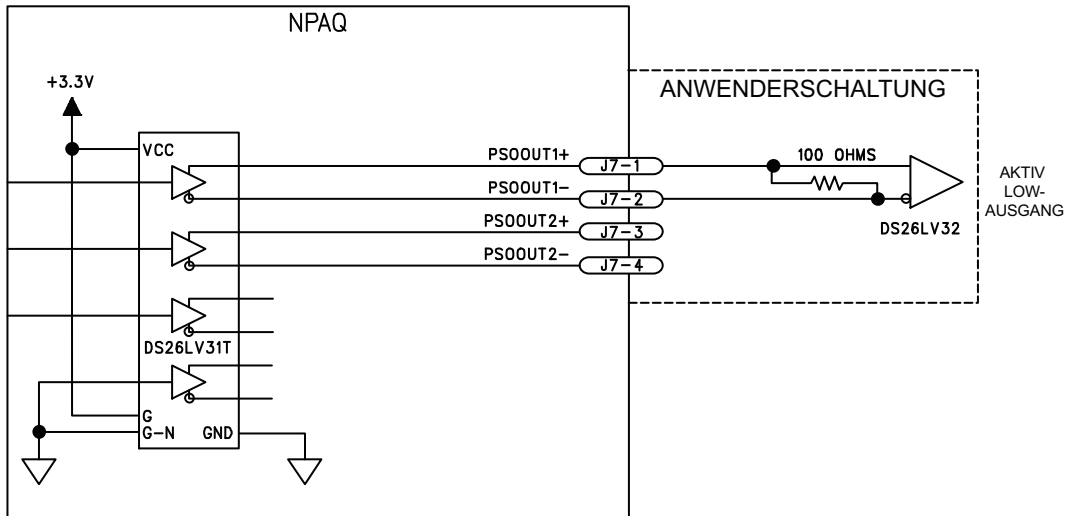 NPAQ
+3.3V
VCC
DS26LV31T
G
G-N
GND
PSOOUT1+
J7-1
PSOOUT1-
J7-2
PSOOUT2+
J7-3
PSOOUT2-
J7-4
ANWENDERSCHALTUNG
100 OHMS
DS26LV32
AKTIV
LOW-
AUSGANG